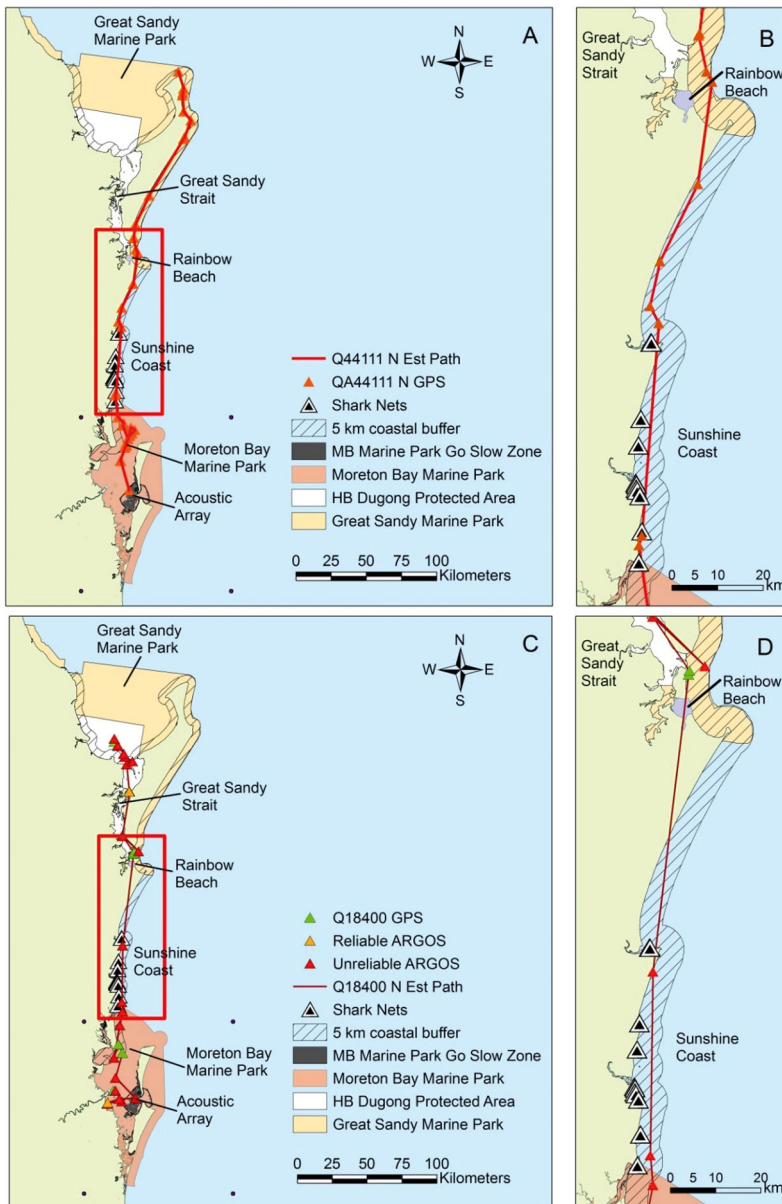 A
Great Sandy
Marine Park
N
W
E
S
Great Sandy
Strait
Rainbow
Beach
Sunshine
Coast
Moreton Bay
Marine Park
Acoustic
Array
Q44111 N Est Path
QA44111 N GPS
Shark Nets
5 km coastal buffer
MB Marine Park Go Slow Zone
Moreton Bay Marine Park
HB Dugong Protected Area
Great Sandy Marine Park
0 25 50 75 100
Kilometers
B
Great
Sandy
Strait
Rainbow
Beach
Sunshine
Coast
0 5 10 20
km
C
Great Sandy
Marine Park
N
W
E
S
Great Sandy
Strait
Rainbow
Beach
Sunshine
Coast
Moreton Bay
Marine Park
Acoustic
Array
Q18400 GPS
Reliable ARGOS
Unreliable ARGOS
Q18400 N Est Path
Shark Nets
5 km coastal buffer
MB Marine Park Go Slow Zone
Moreton Bay Marine Park
HB Dugong Protected Area
Great Sandy Marine Park
0 25 50 75 100
Kilometers
D
Great
Sandy
Strait
Rainbow
Beach
Sunshine
Coast
0 5 10 20
km